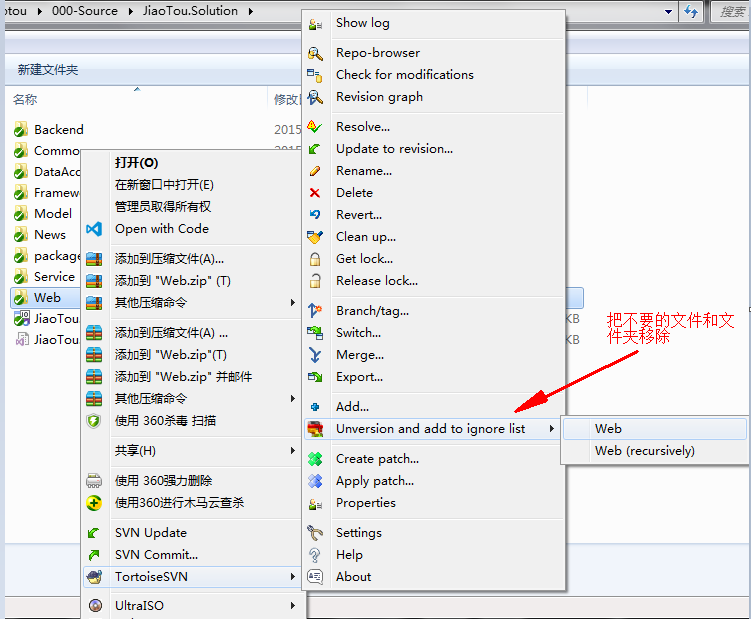 otou ▸ 000-Source ▸ JiaoTou.Solution ▸
搜索
新建文件夹
名称
修改
Backend
2015
Commo
DataAcc
Framew
Model
News
package
Service
Web
JiaoTou.
KB
JiaoTou.
KB
打开(O)
在新窗口中打开(E)
管理员取得所有权
Open with Code
添加到压缩文件(A)...
添加到 "Web.zip" (T)
其他压缩命令
添加到压缩文件(A) ...
添加到 "Web.zip"(T)
添加到 "Web.zip" 并邮件
其他压缩命令
使用 360杀毒 扫描
共享(H)
使用 360强力删除
使用360进行木马云查杀
SVN Update
SVN Commit...
TortoiseSVN
UltraISO
Show log
Repo-browser
Check for modifications
Revision graph
Resolve...
Update to revision...
Rename...
Delete
Revert...
Clean up...
Get lock...
Release lock...
Branch/tag...
Switch...
Merge...
Export...
Add...
Unversion and add to ignore list
Create patch...
Apply patch...
Properties
Settings
Help
About
Web
Web (recursively)
把不要的文件和文
件夹移除